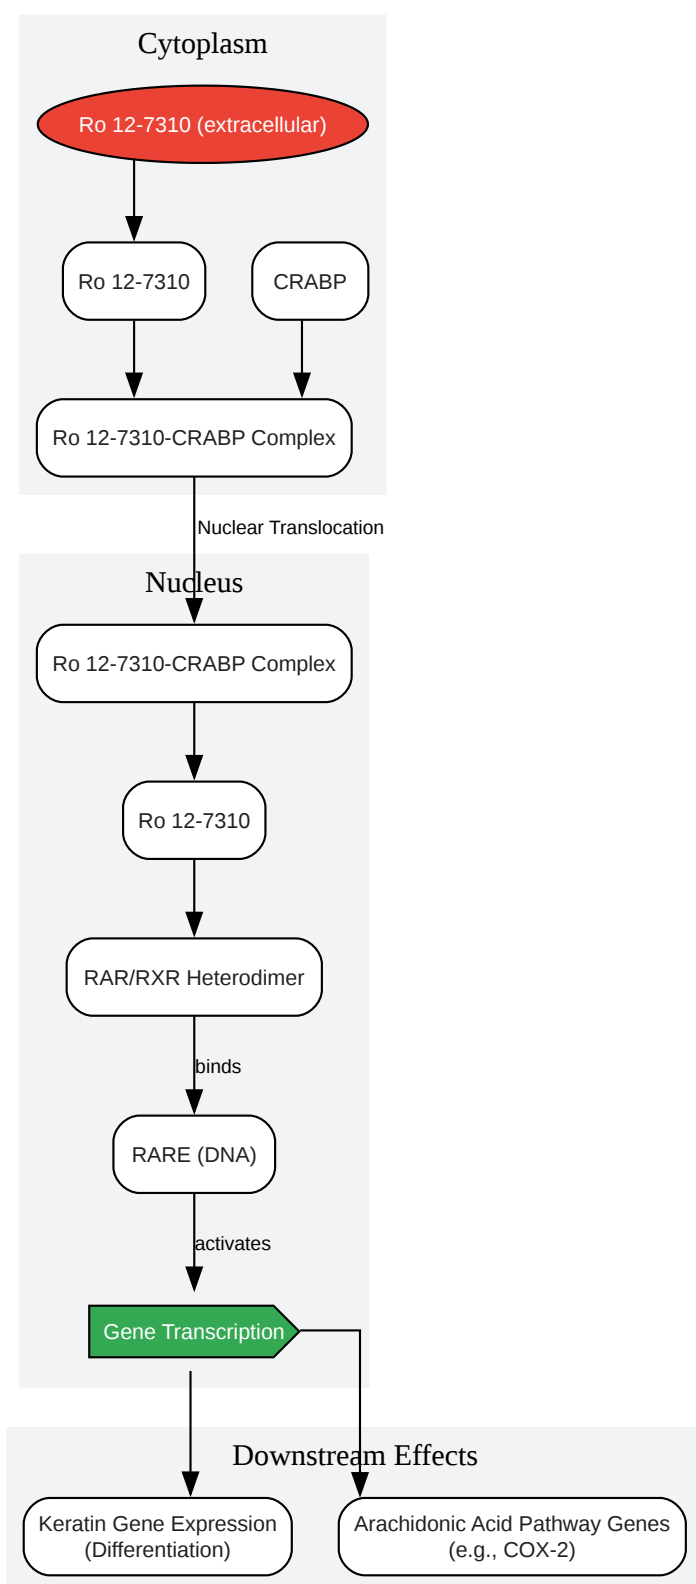 Cytoplasm
Ro 12-7310 (extracellular)
Ro 12-7310
CRABP
Ro 12-7310-CRABP Complex
Nuclear Translocation
Nucleus
Ro 12-7310-CRABP Complex
Ro 12-7310
RAR/RXR Heterodimer
binds
RARE (DNA)
activates
Gene Transcription
Downstream Effects
Keratin Gene Expression
(Differentiation)
Arachidonic Acid Pathway Genes
(e.g., COX-2)